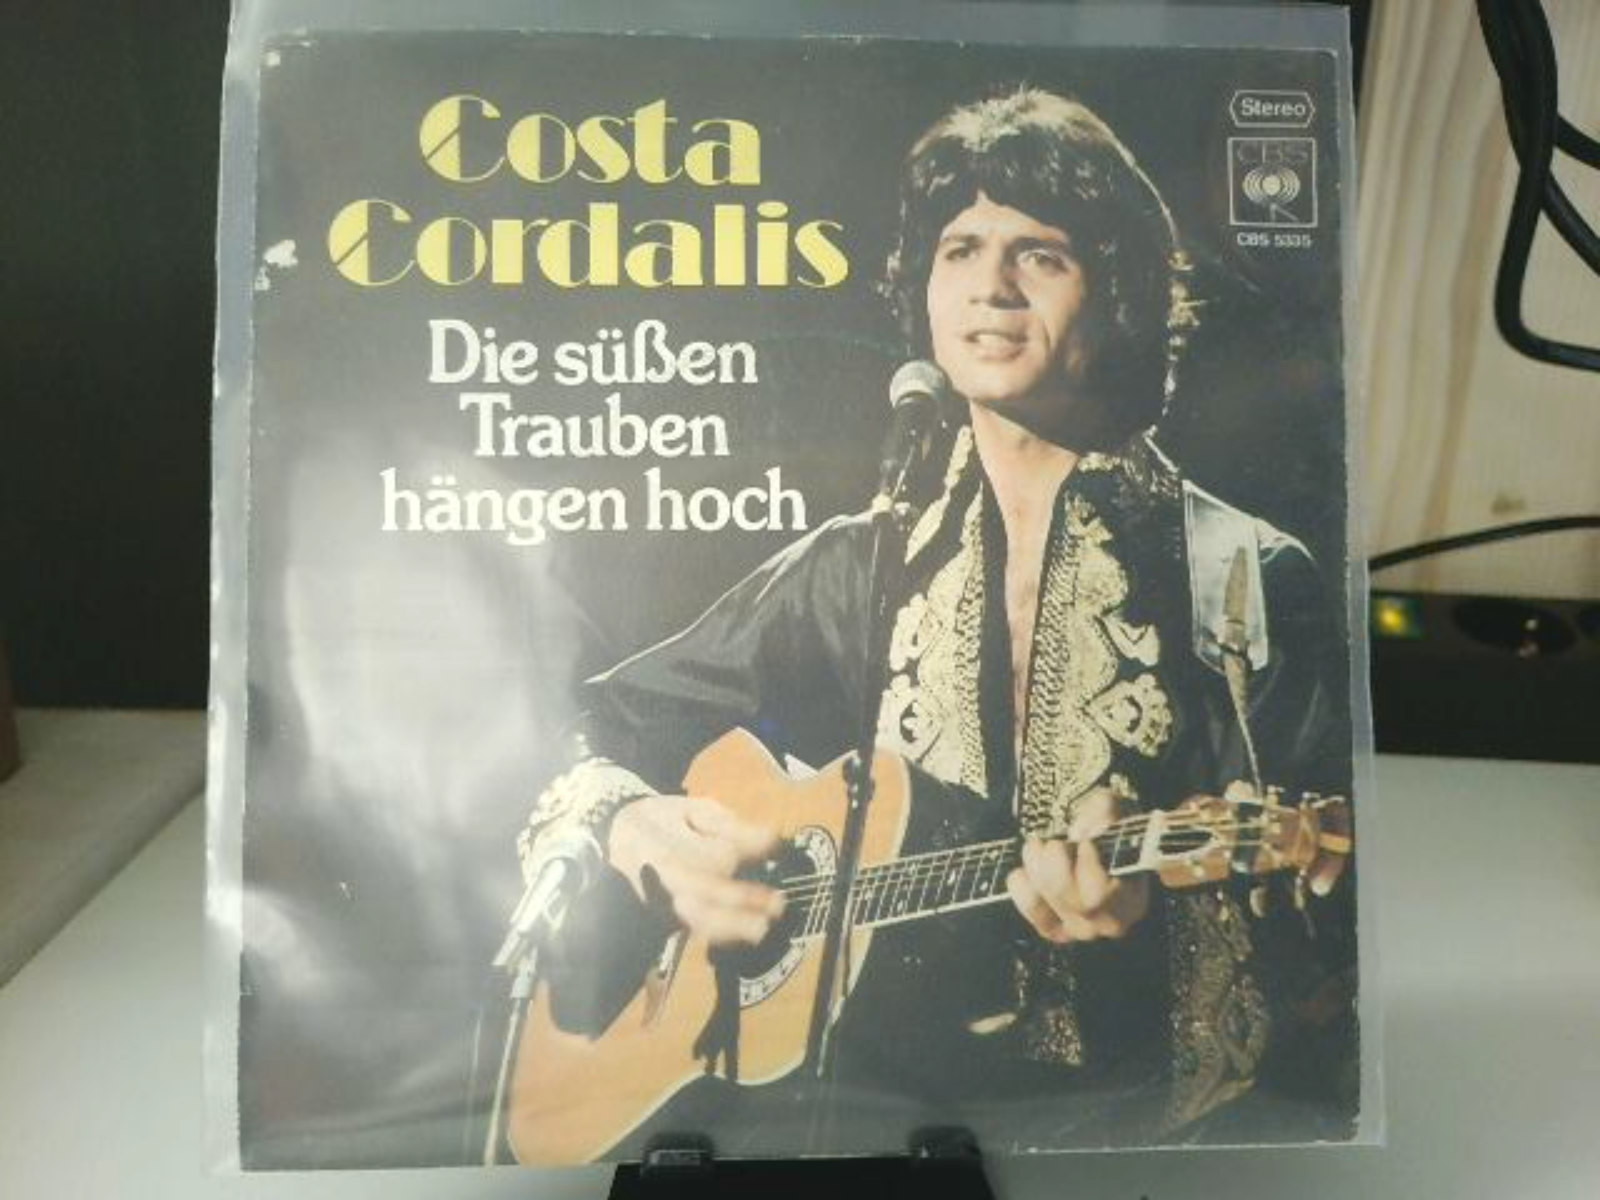 Costa
Cordalis
Die süßen
Trauben
hängen hoch
Stereo
CBS
CBS 5335